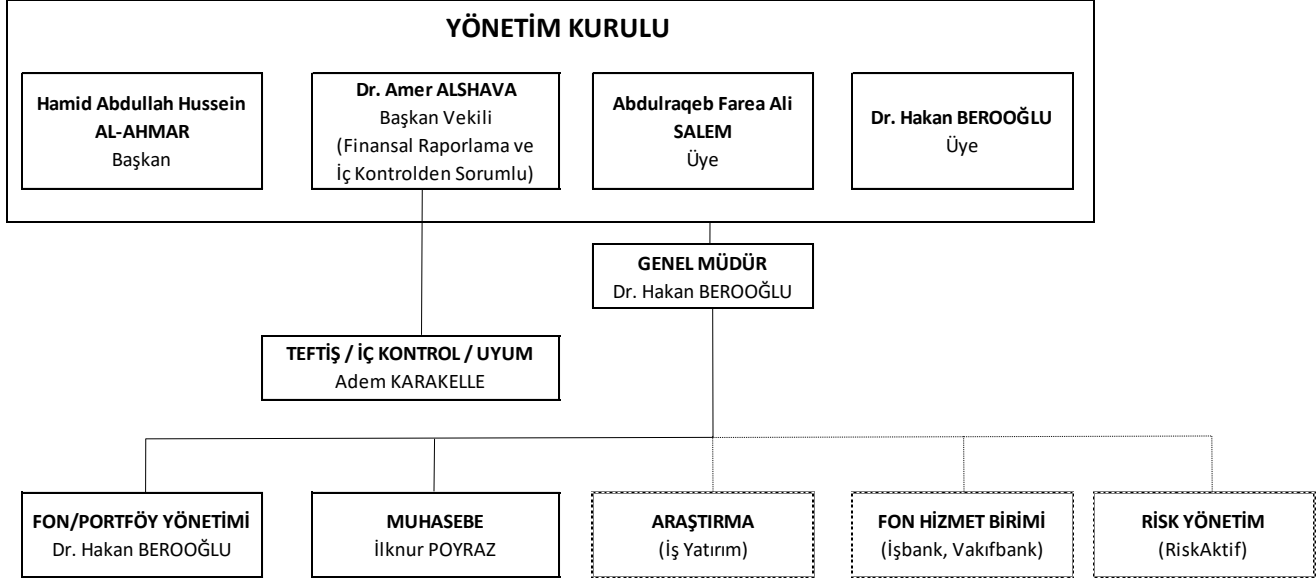 YÖNETİM KURULU
Hamid Abdullah Hussein
AL-AHMAR
Başkan
Dr. Amer ALSHAVA
Başkan Vekili
(Finansal Raporlama ve
İç Kontrolden Sorumlu)
Abdulraqeb Farea Ali
SALEM
Üye
Dr. Hakan BEROOĞLU
Üye
GENEL MÜDÜR
Dr. Hakan BEROOĞLU
TEFTİŞ / İÇ KONTROL / UYUM
Adem KARAKELLE
FON/PORTFÖY YÖNETİMİ
Dr. Hakan BEROOĞLU
MUHASEBE
İlknur POYRAZ
ARAŞTIRMA
(İş Yatırım)
FON HİZMET BİRİMİ
(İşbank, Vakıfbank)
RİSK YÖNETİM
(RiskAktif)